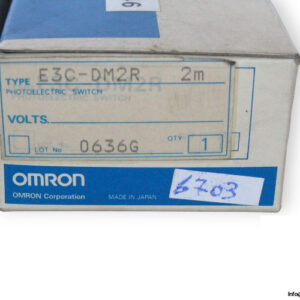 TYPE E3C-DM2R 2m
PHOTOELECTRIC SWITCH
VOLTS.
LOT No 0636G QTY 1
OMRON
OMRON Corporation MADE IN JAPAN
6703